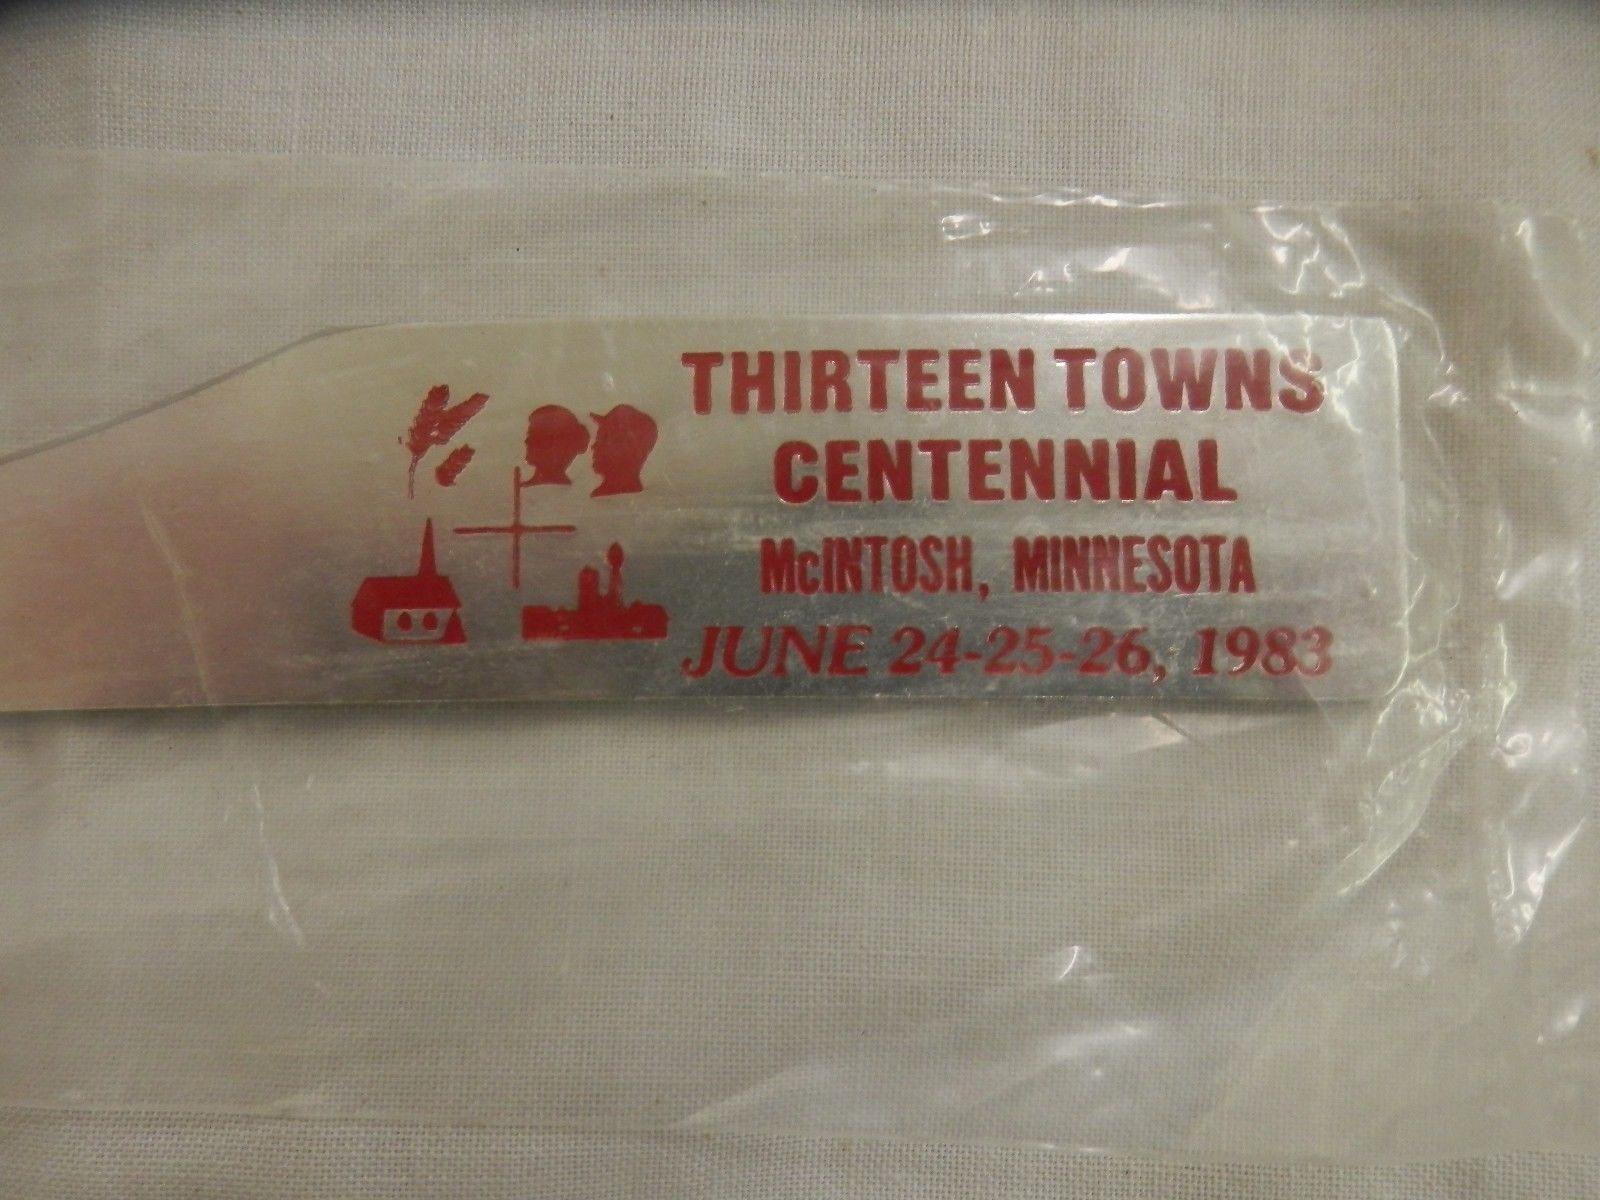 THIRTEEN TOWNS
CENTENNIAL
McINTOSH, MINNESOTA
JUNE 24-25-26, 1983